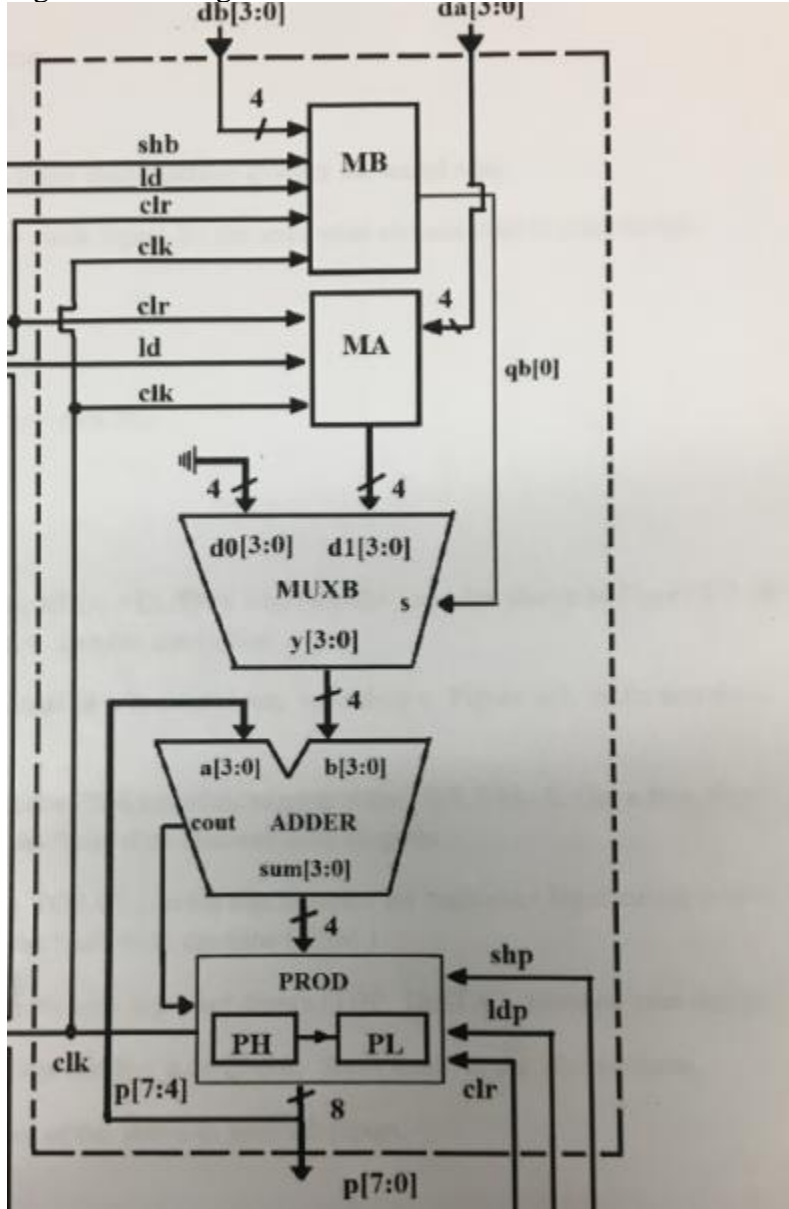 db[3:0] da[3:0]
4
shb
ld
clr
clk
MB
clr
ld
clk
MA
4
qb[0]
4 4
d0[3:0] d1[3:0]
MUXB
s
y[3:0]
4
a[3:0] b[3:0]
cout ADDER
sum[3:0]
4
PROD
shp
ldp
PH PL
clk
clr
p[7:4]
8
p[7:0]